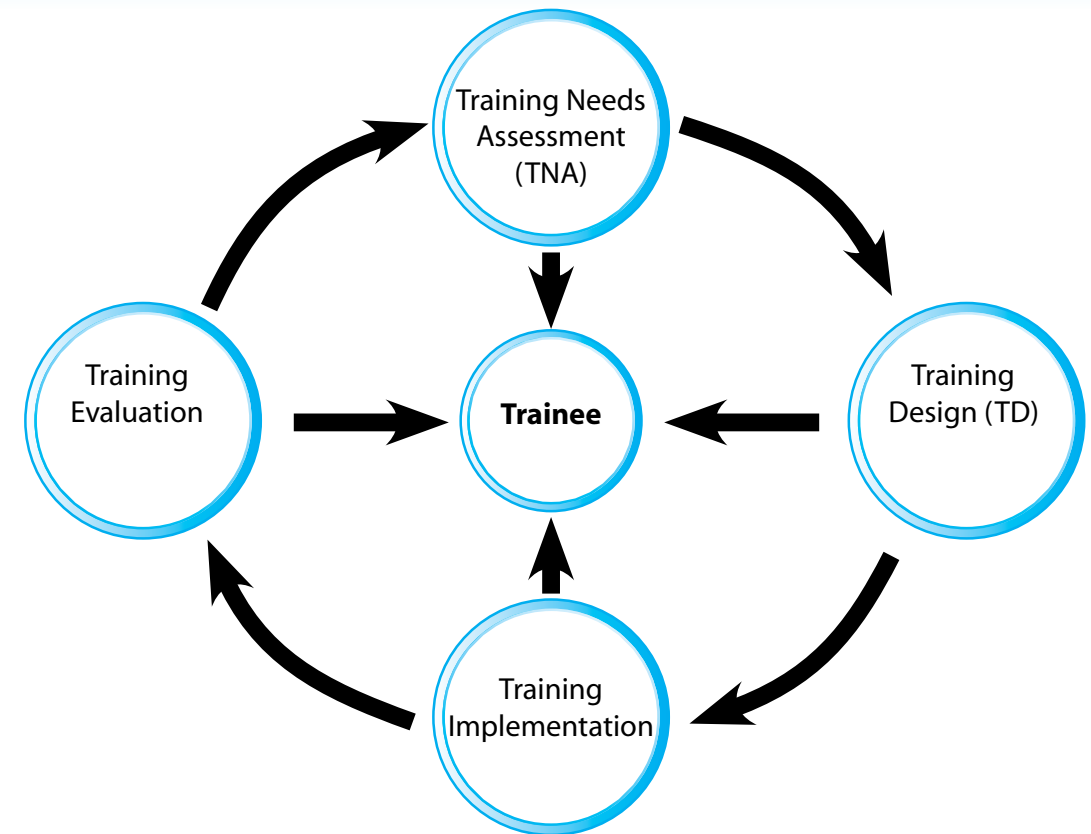 Training Needs
Assessment
(TNA)
Training
Evaluation
Trainee
Training
Design (TD)
Training
Implementation